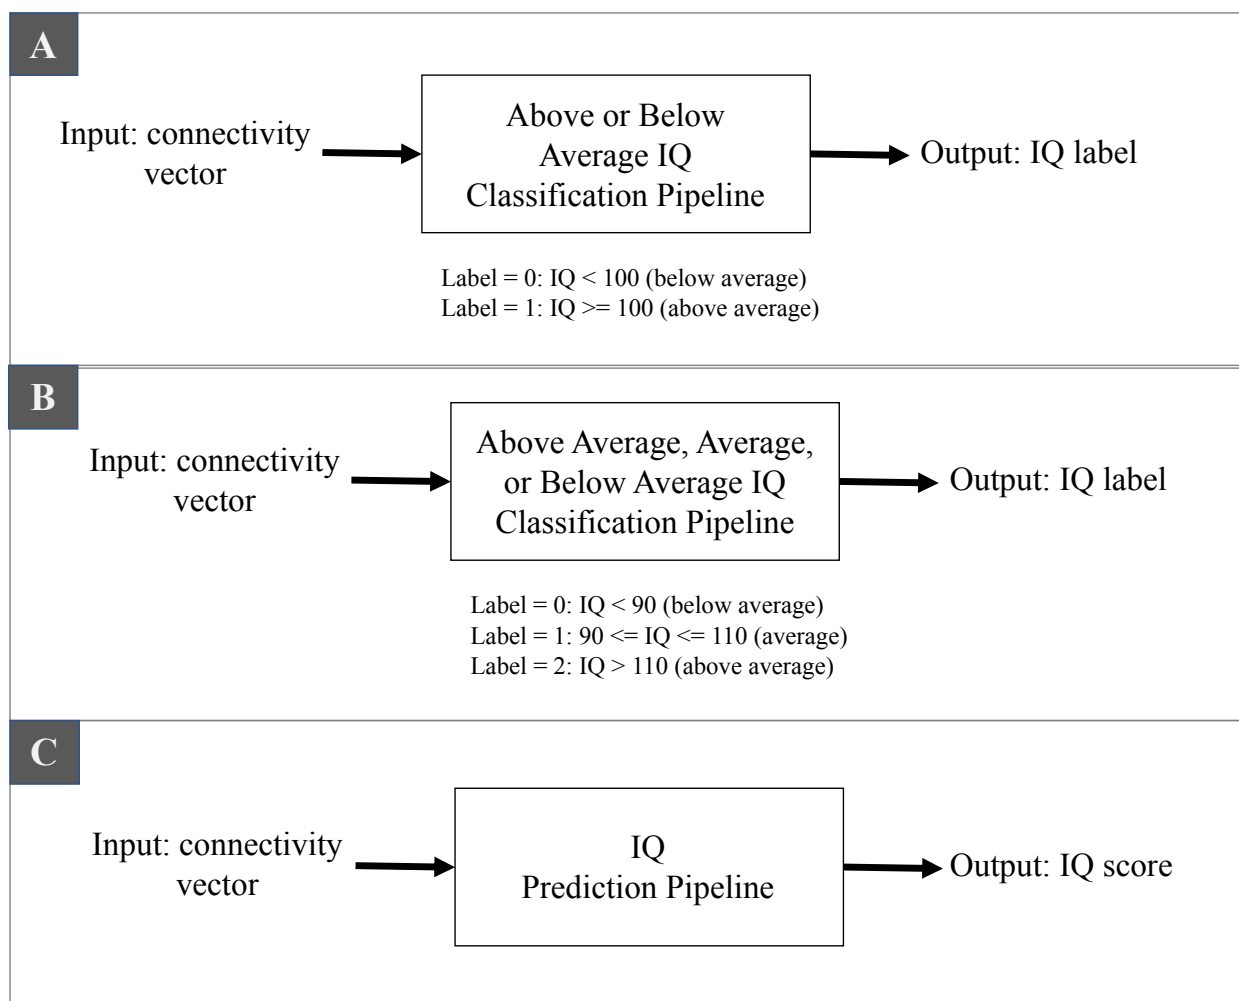 A
Input: connectivity
vector
Above or Below
Average IQ
Classification Pipeline
Output: IQ label
Label = 0: IQ < 100 (below average)
Label = 1: IQ >= 100 (above average)
B
Input: connectivity
vector
Above Average, Average,
or Below Average IQ
Classification Pipeline
Output: IQ label
Label = 0: IQ < 90 (below average)
Label = 1: 90 <= IQ <= 110 (average)
Label = 2: IQ > 110 (above average)
C
Input: connectivity
vector
IQ
Prediction Pipeline
Output: IQ score